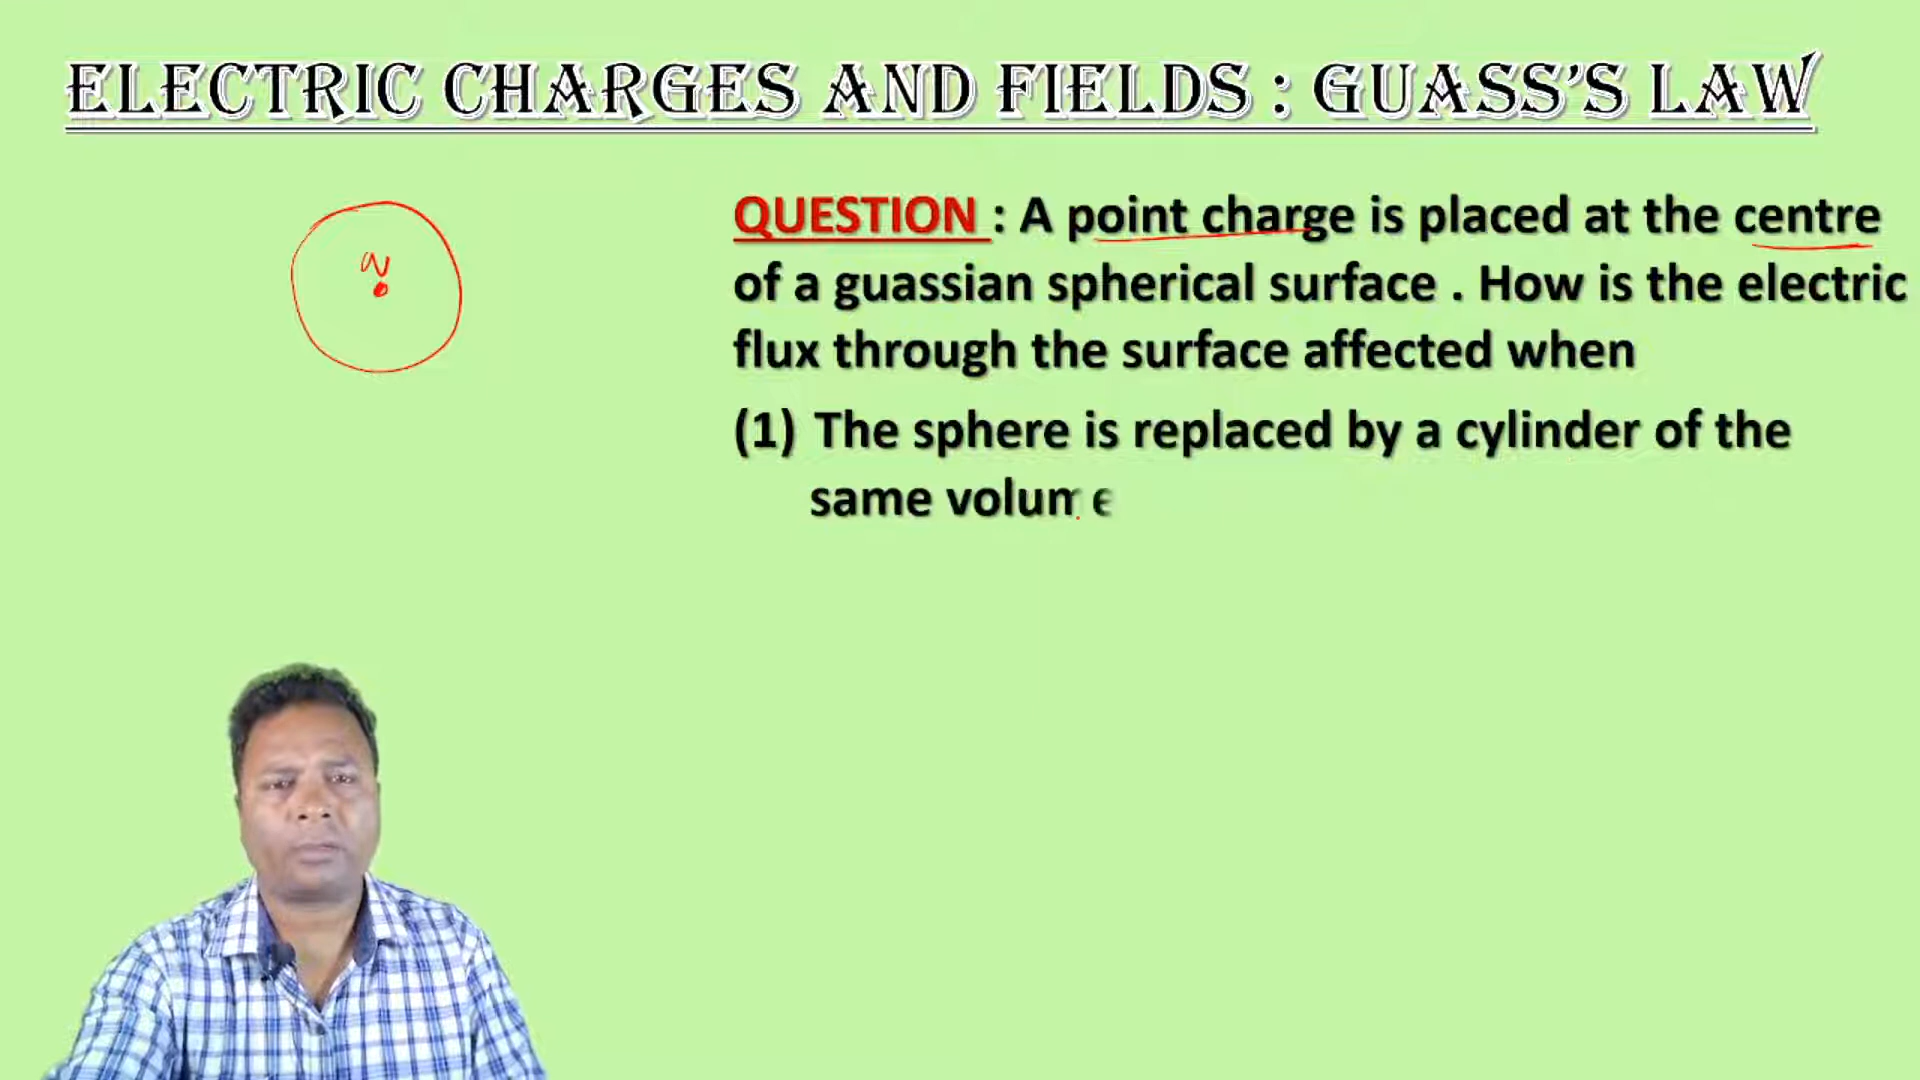 ELECTRIC CHARGES AND FIELDS : GUASS'S LAW
QUESTION : A point charge is placed at the centre
of a guassian spherical surface . How is the electric
flux through the surface affected when
(1) The sphere is replaced by a cylinder of the
same volume